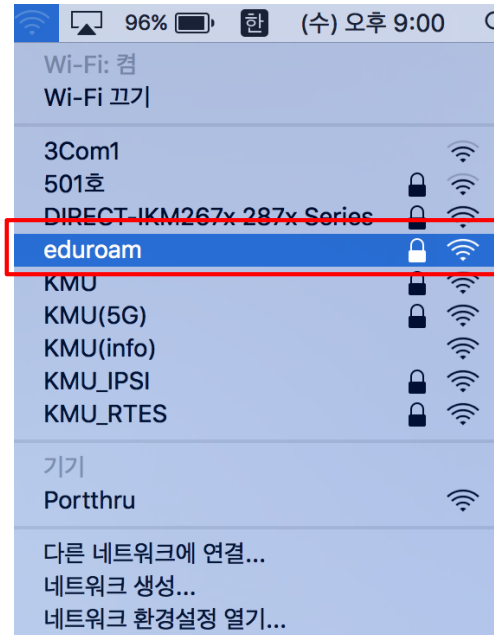 96% 한 (수) 오후 9:00
Wi-Fi: 켬
Wi-Fi 끄기
3Com1
501호
DIRECT-IKM267x 287x Series
eduroam
KMU
KMU(5G)
KMU(info)
KMU_IPSI
KMU_RTES
기기
Portthru
다른 네트워크에 연결...
네트워크 생성...
네트워크 환경설정 열기...